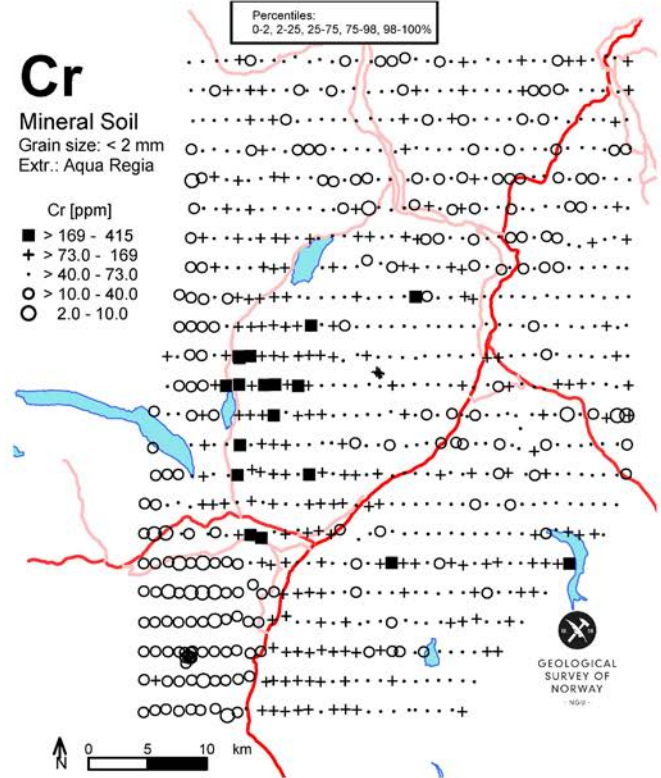 Percentiles:
0-2, 2-25, 25-75, 75-98, 98-100%
Cr
Mineral Soil
Grain size: < 2 mm
Extr.: Aqua Regia
Cr [ppm]
> 169 - 415
> 73.0 - 169
> 40.0 - 73.0
> 10.0 - 40.0
2.0 - 10.0
GEOLOGICAL
SURVEY OF
NORWAY
- NGU -
N
0 5 10 km